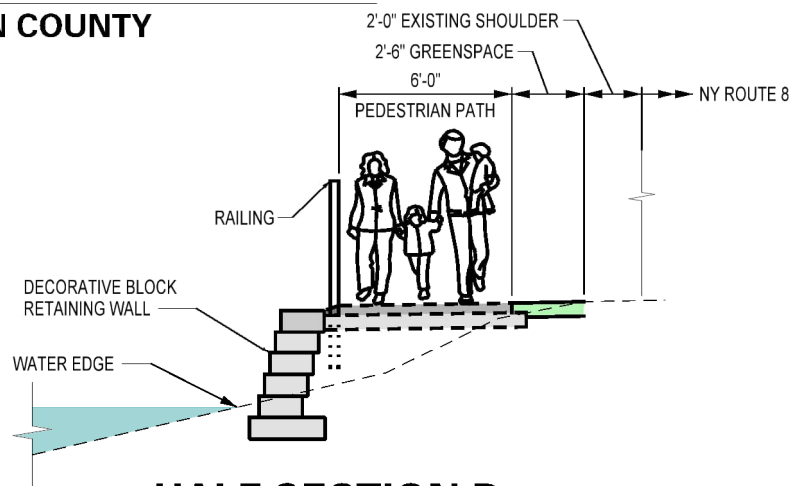 N COUNTY
2'-0" EXISTING SHOULDER
2'-6" GREENSPACE
6'-0"
NY ROUTE 8
PEDESTRIAN PATH
RAILING
DECORATIVE BLOCK
RETAINING WALL
WATER EDGE